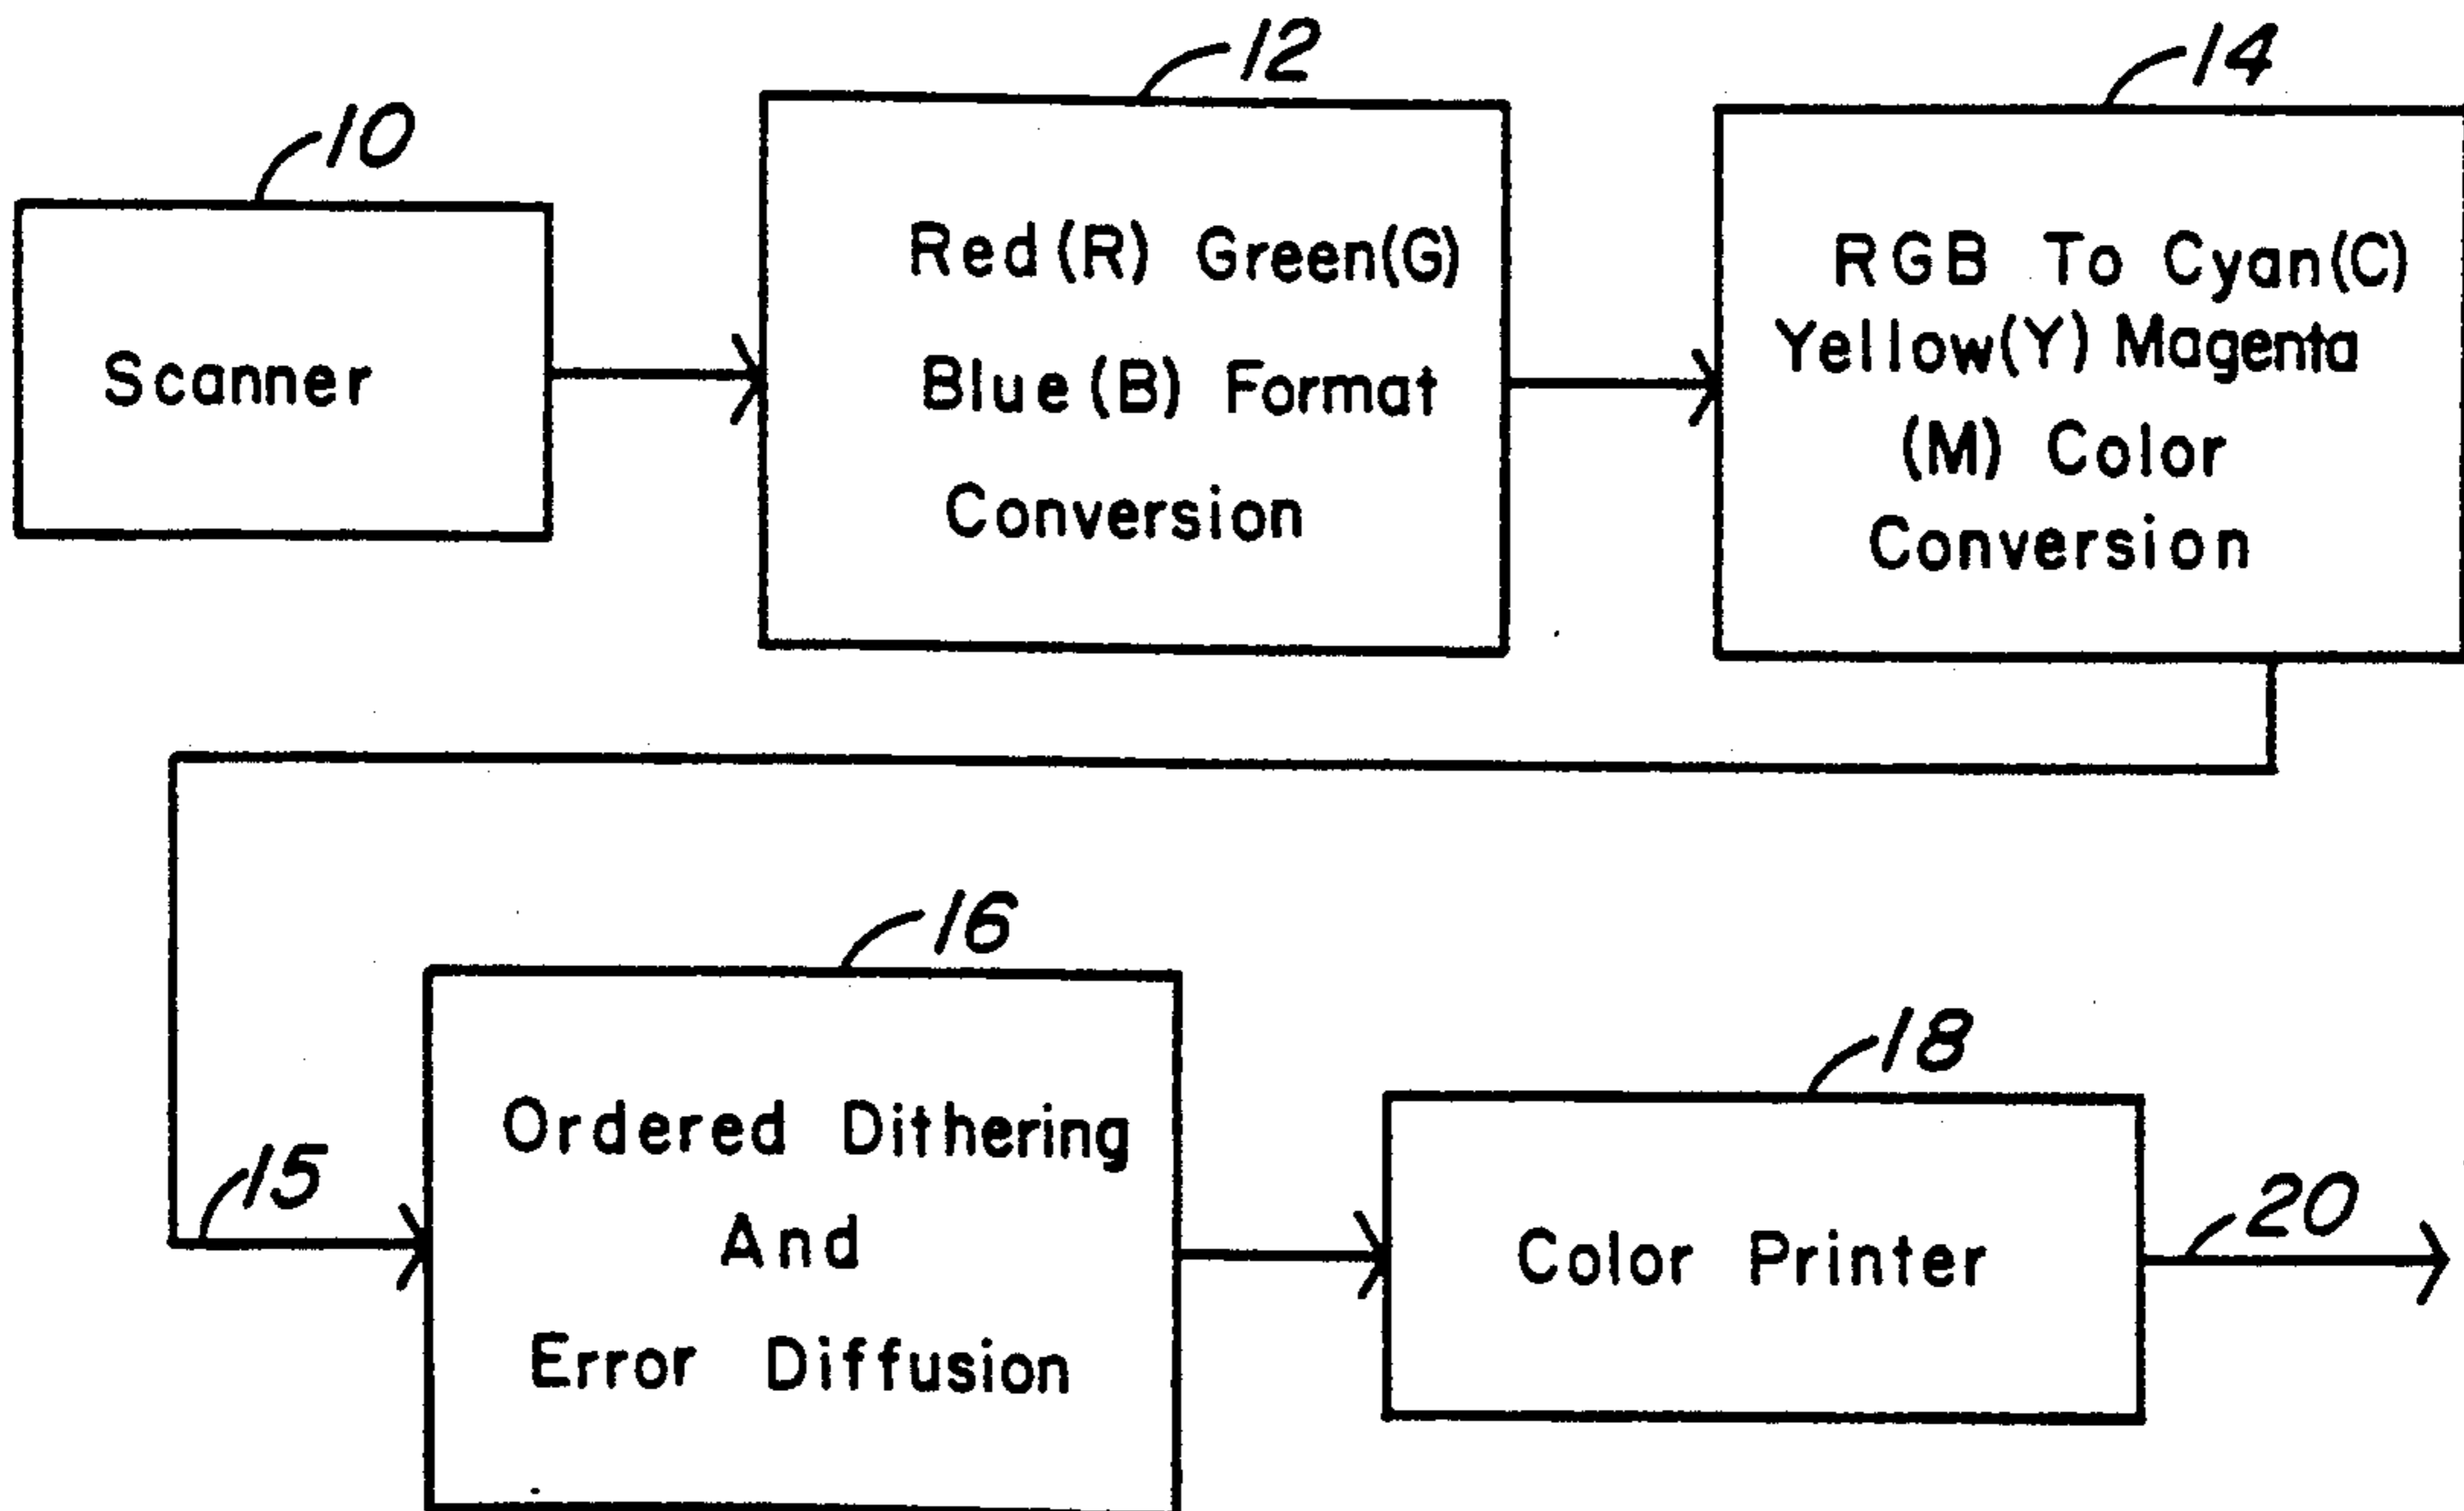 10
Scanner
12
Red(R) Green(G)
Blue(B) Format
Conversion
14
RGB To Cyan(C)
Yellow(Y) Magenta
(M) Color
Conversion
15
16
Ordered Dithering
And
Error Diffusion
18
Color Printer
20